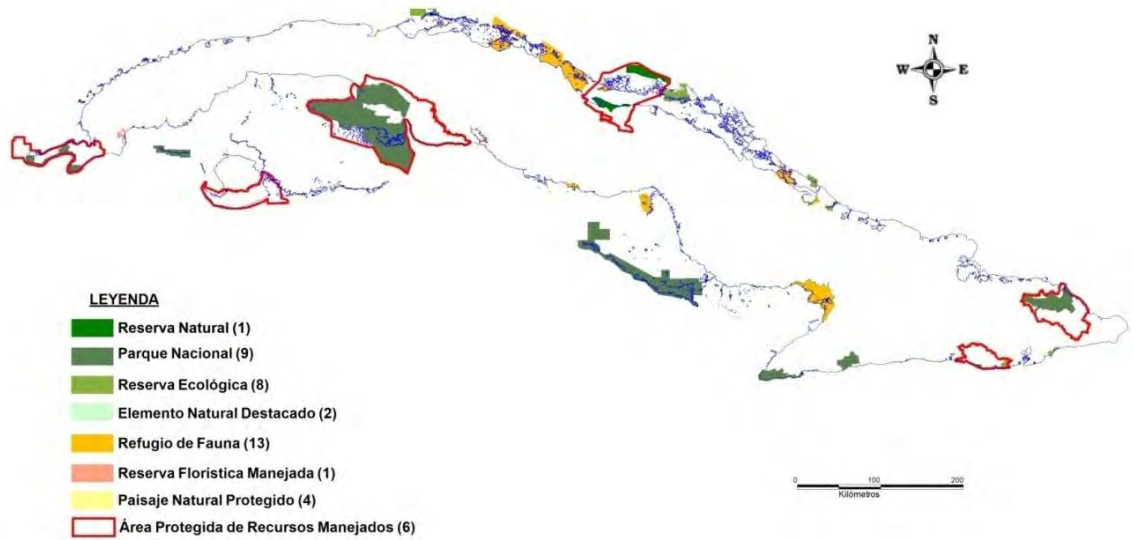 N
W E
S
LEYENDA
Reserva Natural (1)
Parque Nacional (9)
Reserva Ecológica (8)
Elemento Natural Destacado (2)
Refugio de Fauna (13)
Reserva Florística Manejada (1)
Paisaje Natural Protegido (4)
Área Protegida de Recursos Manejados (6)
0 100 200
Kilómetros